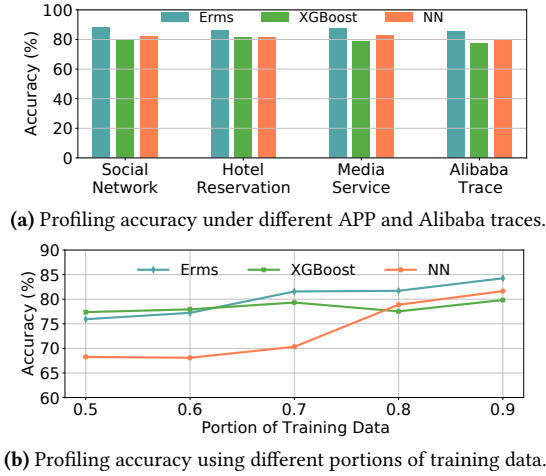 100
80
60
40
20
0
Accuracy (%)
Erms XGBoost NN
Social Hotel Media Alibaba
Network Reservation Service Trace
(a) Profiling accuracy under different APP and Alibaba traces.
90
85
80
75
70
65
60
Accuracy (%)
Erms XGBoost NN
0.5 0.6 0.7 0.8 0.9
Portion of Training Data
(b) Profiling accuracy using different portions of training data.